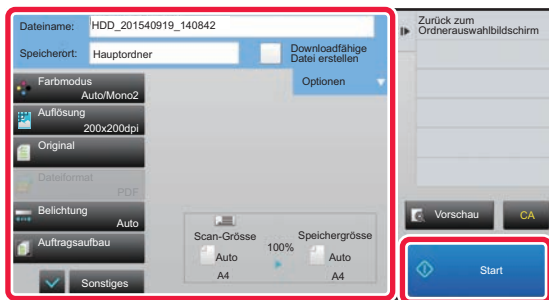 Dateiname:
HDD_201540919_140842
Speicherort:
Hauptordner
Downloadfähige
Datei erstellen
Optionen
Farbmodus
Auto/Mono2
Auflösung
200x200dpi
Original
Dateiformat
PDF
Belichtung
Auto
Auftragsaufbau
Sonstiges
Scan-Grösse
Auto
A4
100%
Speichergrösse
Auto
A4
Zurück zum
Ordnerauswahlbildschirm
Vorschau
CA
Start